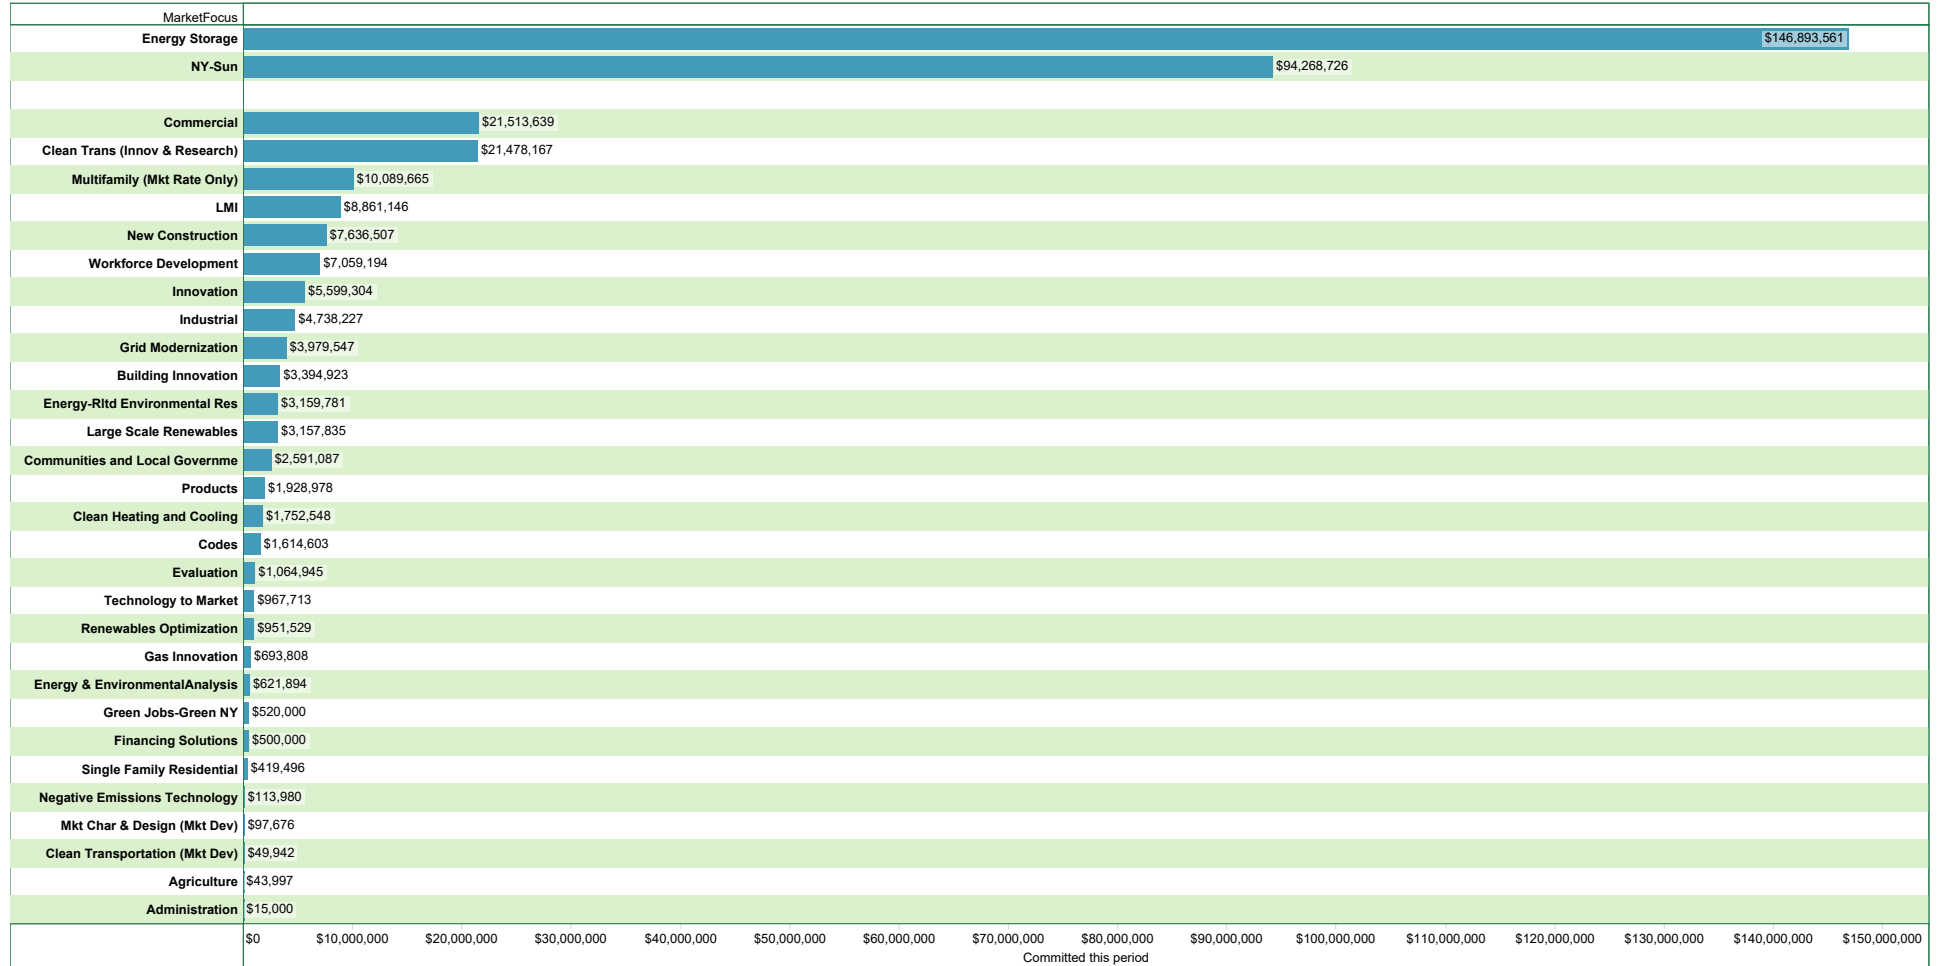 MarketFocus
Energy Storage $146,893,561
NY-Sun $94,268,726
Commercial $21,513,639
Clean Trans (Innov & Research) $21,478,167
Multifamily (Mkt Rate Only) $10,089,665
LMI $8,861,146
New Construction $7,636,507
Workforce Development $7,059,194
Innovation $5,599,304
Industrial $4,738,227
Grid Modernization $3,979,547
Building Innovation $3,394,923
Energy-Rltd Environmental Res $3,159,781
Large Scale Renewables $3,157,835
Communities and Local Governme $2,591,087
Products $1,928,978
Clean Heating and Cooling $1,752,548
Codes $1,614,603
Evaluation $1,064,945
Technology to Market $967,713
Renewables Optimization $951,529
Gas Innovation $693,808
Energy & EnvironmentalAnalysis $621,894
Green Jobs-Green NY $520,000
Financing Solutions $500,000
Single Family Residential $419,496
Negative Emissions Technology $113,980
Mkt Char & Design (Mkt Dev) $97,676
Clean Transportation (Mkt Dev) $49,942
Agriculture $43,997
Administration $15,000
$0 $10,000,000 $20,000,000 $30,000,000 $40,000,000 $50,000,000 $60,000,000 $70,000,000 $80,000,000 $90,000,000 $100,000,000 $110,000,000 $120,000,000 $130,000,000 $140,000,000 $150,000,000
Committed this period